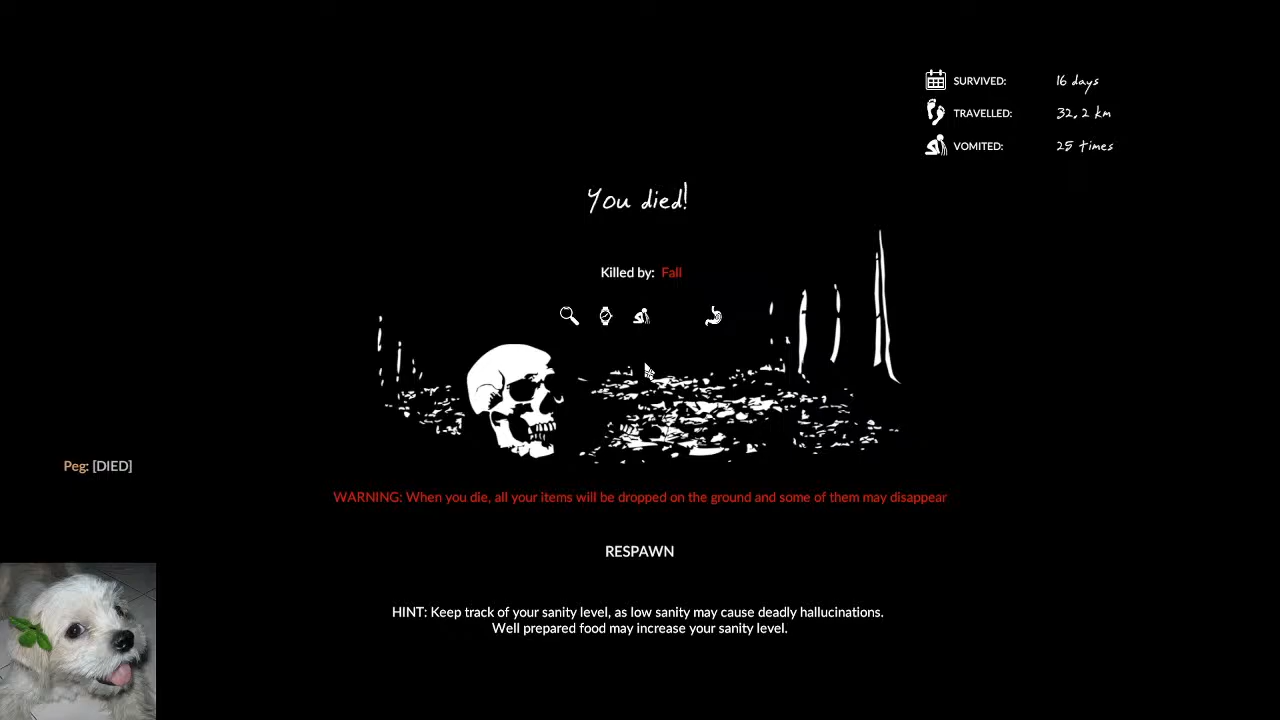 SURVIVED: 16 days
TRAVELLED: 32.2 km
VOMITED: 25 times
You died!
Killed by: Fall
Peg: [DIED]
WARNING: When you die, all your items will be dropped on the ground and some of them may disappear
RESPAWN
HINT: Keep track of your sanity level, as low sanity may cause deadly hallucinations.
Well prepared food may increase your sanity level.